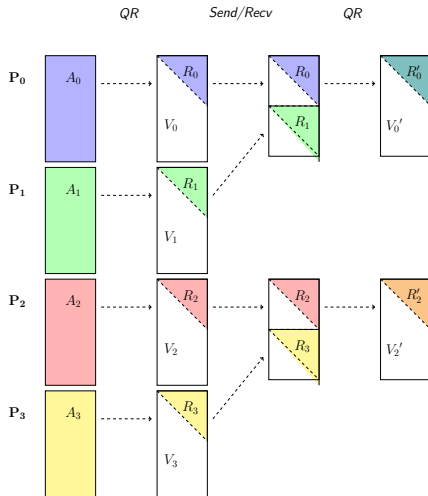 QR Send/Recv QR
P₀ A₀ R₀ R₀ R₀′
V₀ R₁ V₀′
P₁ A₁ R₁
V₁
P₂ A₂ R₂ R₂ R₂′
V₂ R₃ V₂′
P₃ A₃ R₃
V₃